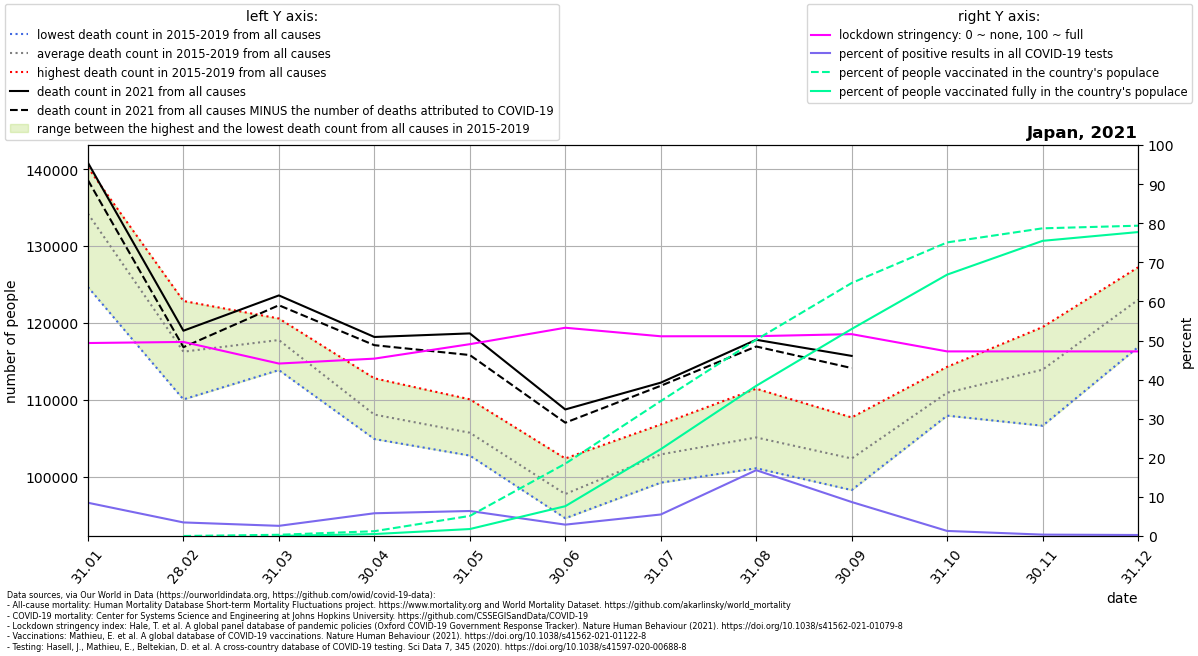 left Y axis:
lowest death count in 2015-2019 from all causes
average death count in 2015-2019 from all causes
highest death count in 2015-2019 from all causes
death count in 2021 from all causes
death count in 2021 from all causes MINUS the number of deaths attributed to COVID-19
range between the highest and the lowest death count from all causes in 2015-2019
right Y axis:
lockdown stringency: 0 ~ none, 100 ~ full
percent of positive results in all COVID-19 tests
percent of people vaccinated in the country's populace
percent of people vaccinated fully in the country's populace
Japan, 2021
number of people
140000
130000
120000
110000
100000
100
90
80
70
60
50
40
30
20
10
0
percent
31.01
28.02
31.03
30.04
31.05
30.06
31.07
31.08
30.09
31.10
30.11
31.12
date
Data sources, via Our World in Data (https://ourworldindata.org, https://github.com/owid/covid-19-data):
- All-cause mortality: Human Mortality Database Short-term Mortality Fluctuations project. https://www.mortality.org and World Mortality Dataset. https://github.com/akarlinsky/world_mortality
- COVID-19 mortality: Center for Systems Science and Engineering at Johns Hopkins University. https://github.com/CSSEGISandData/COVID-19
- Lockdown stringency index: Hale, T. et al. A global panel database of pandemic policies (Oxford COVID-19 Government Response Tracker). Nature Human Behaviour (2021). https://doi.org/10.1038/s41562-021-01079-8
- Vaccinations: Mathieu, E. et al. A global database of COVID-19 vaccinations. Nature Human Behaviour (2021). https://doi.org/10.1038/s41562-021-01122-8
- Testing: Hasell, J., Mathieu, E., Beltekian, D. et al. A cross-country database of COVID-19 testing. Sci Data 7, 345 (2020). https://doi.org/10.1038/s41597-020-00688-8